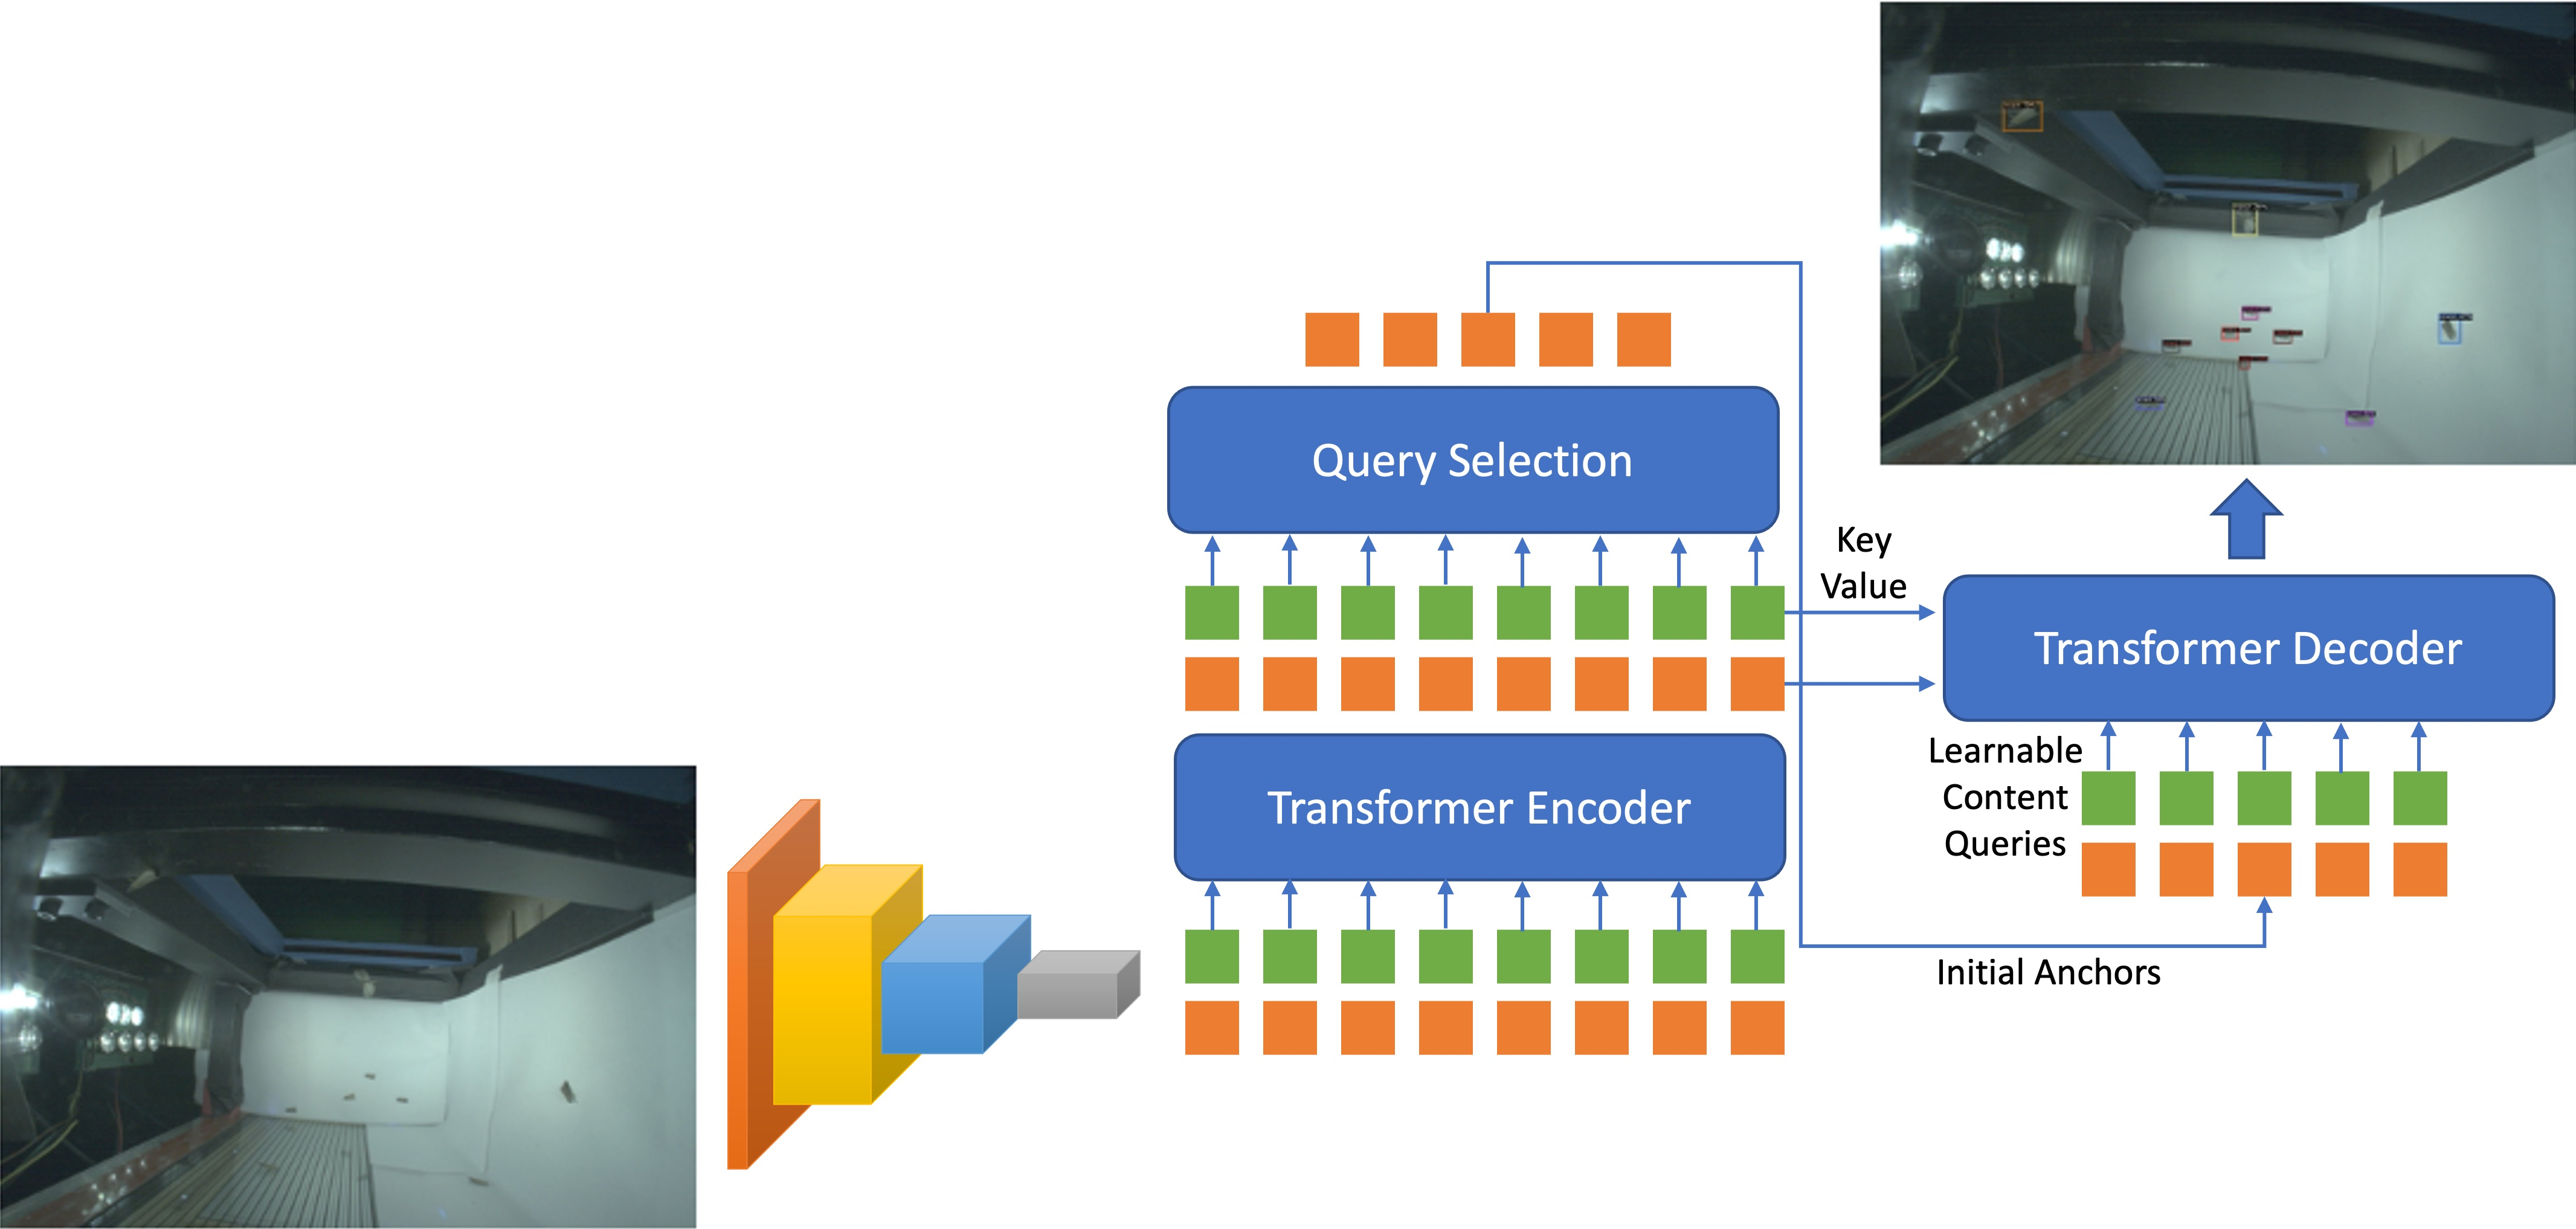 Query Selection
Key
Value
Transformer Decoder
Transformer Encoder
Learnable
Content
Queries
Initial Anchors